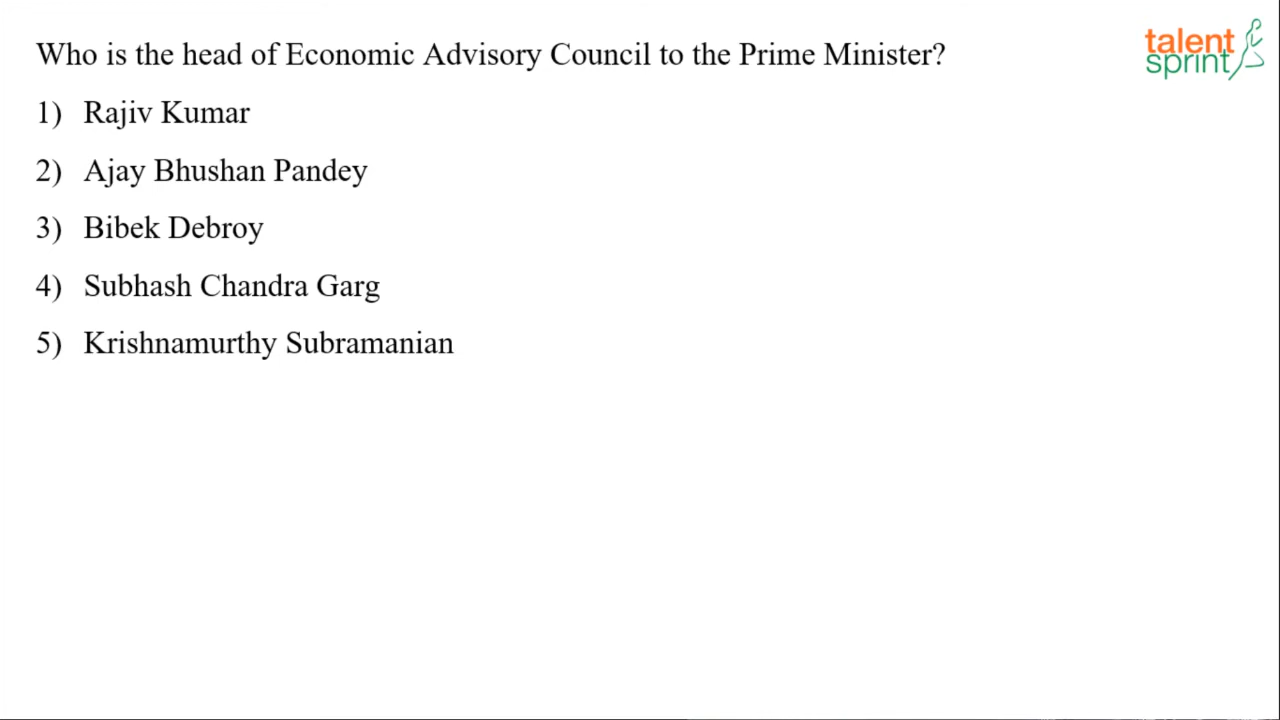 Who is the head of Economic Advisory Council to the Prime Minister?
talent
sprint
1) Rajiv Kumar
2) Ajay Bhushan Pandey
3) Bibek Debroy
4) Subhash Chandra Garg
5) Krishnamurthy Subramanian